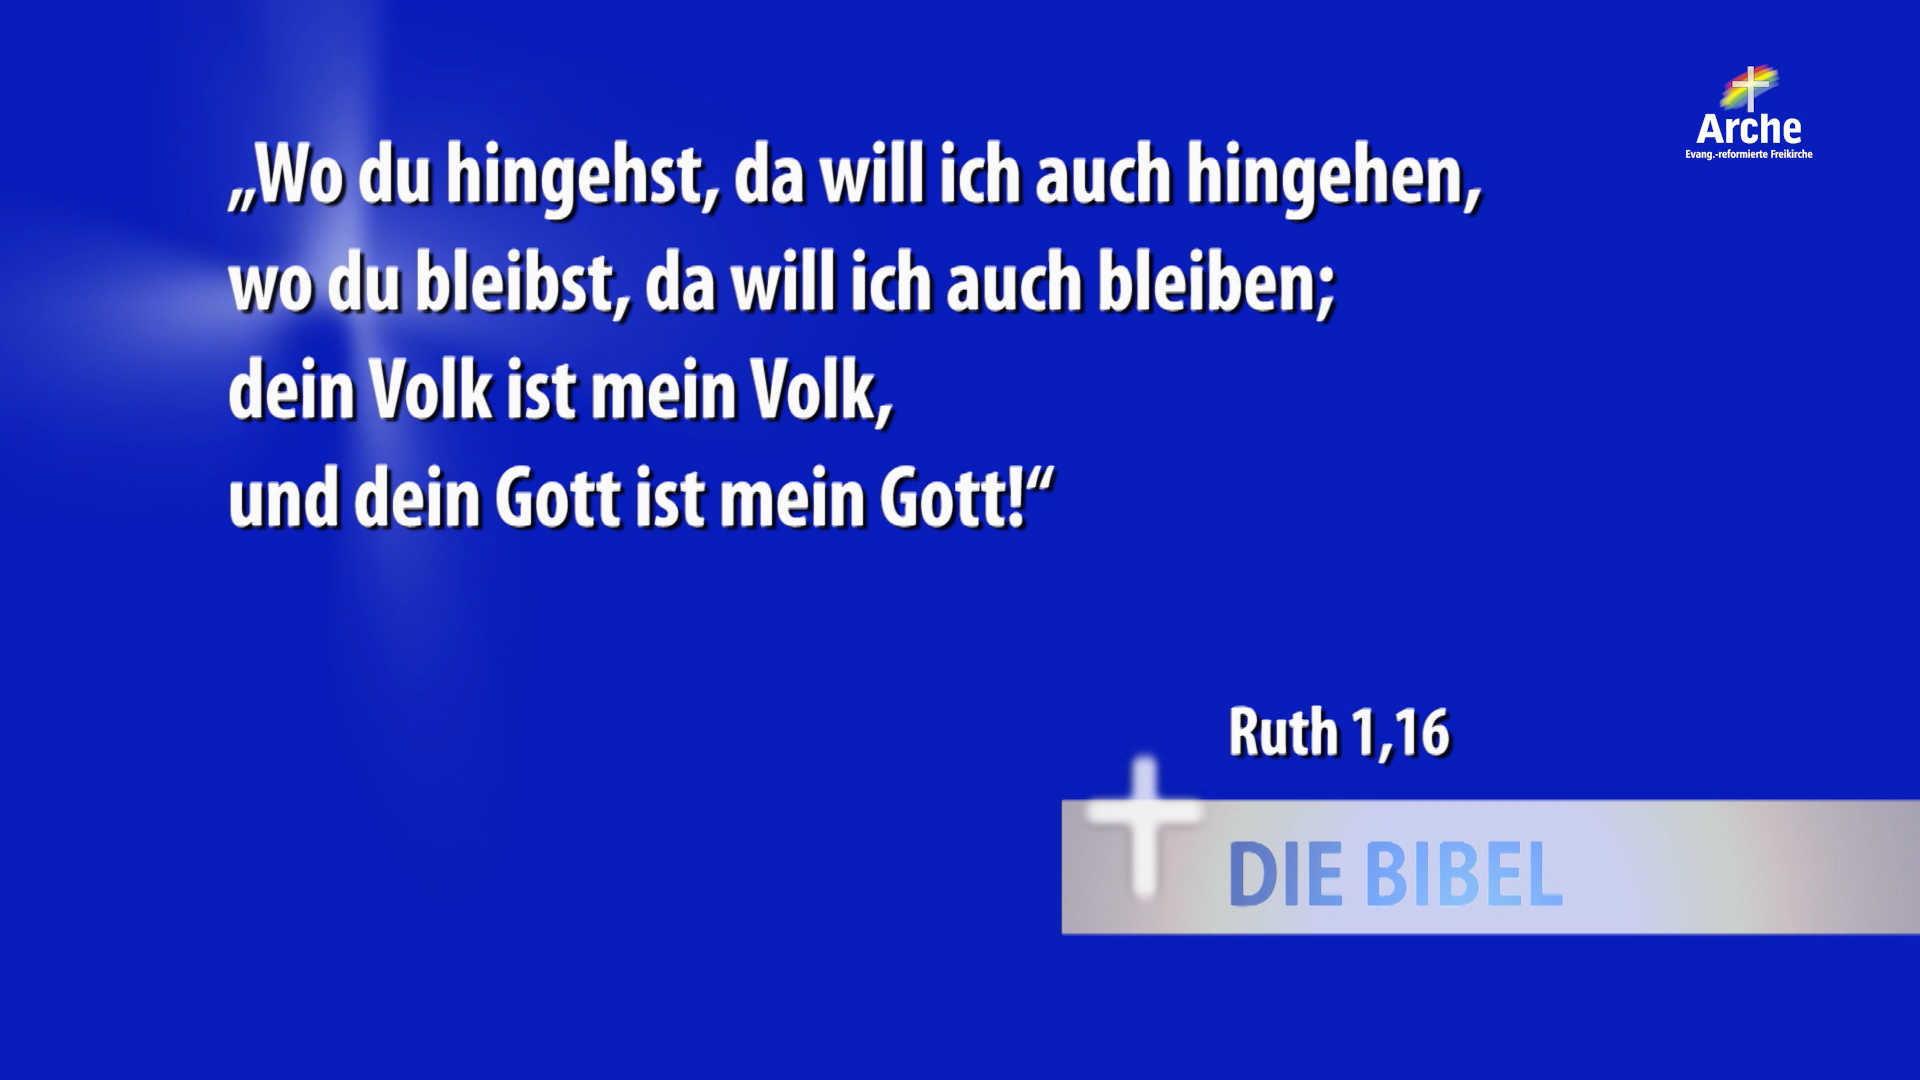 Arche
Evang.-reformierte Freikirche
„Wo du hingehst, da will ich auch hingehen,
wo du bleibst, da will ich auch bleiben;
dein Volk ist mein Volk,
und dein Gott ist mein Gott!“
Ruth 1,16
DIE BIBEL